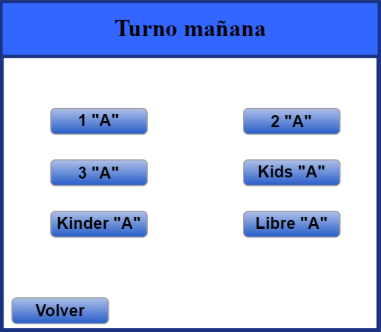 Turno mañana
1 "A"
2 "A"
3 "A"
Kids "A"
Kinder "A"
Libre "A"
Volver